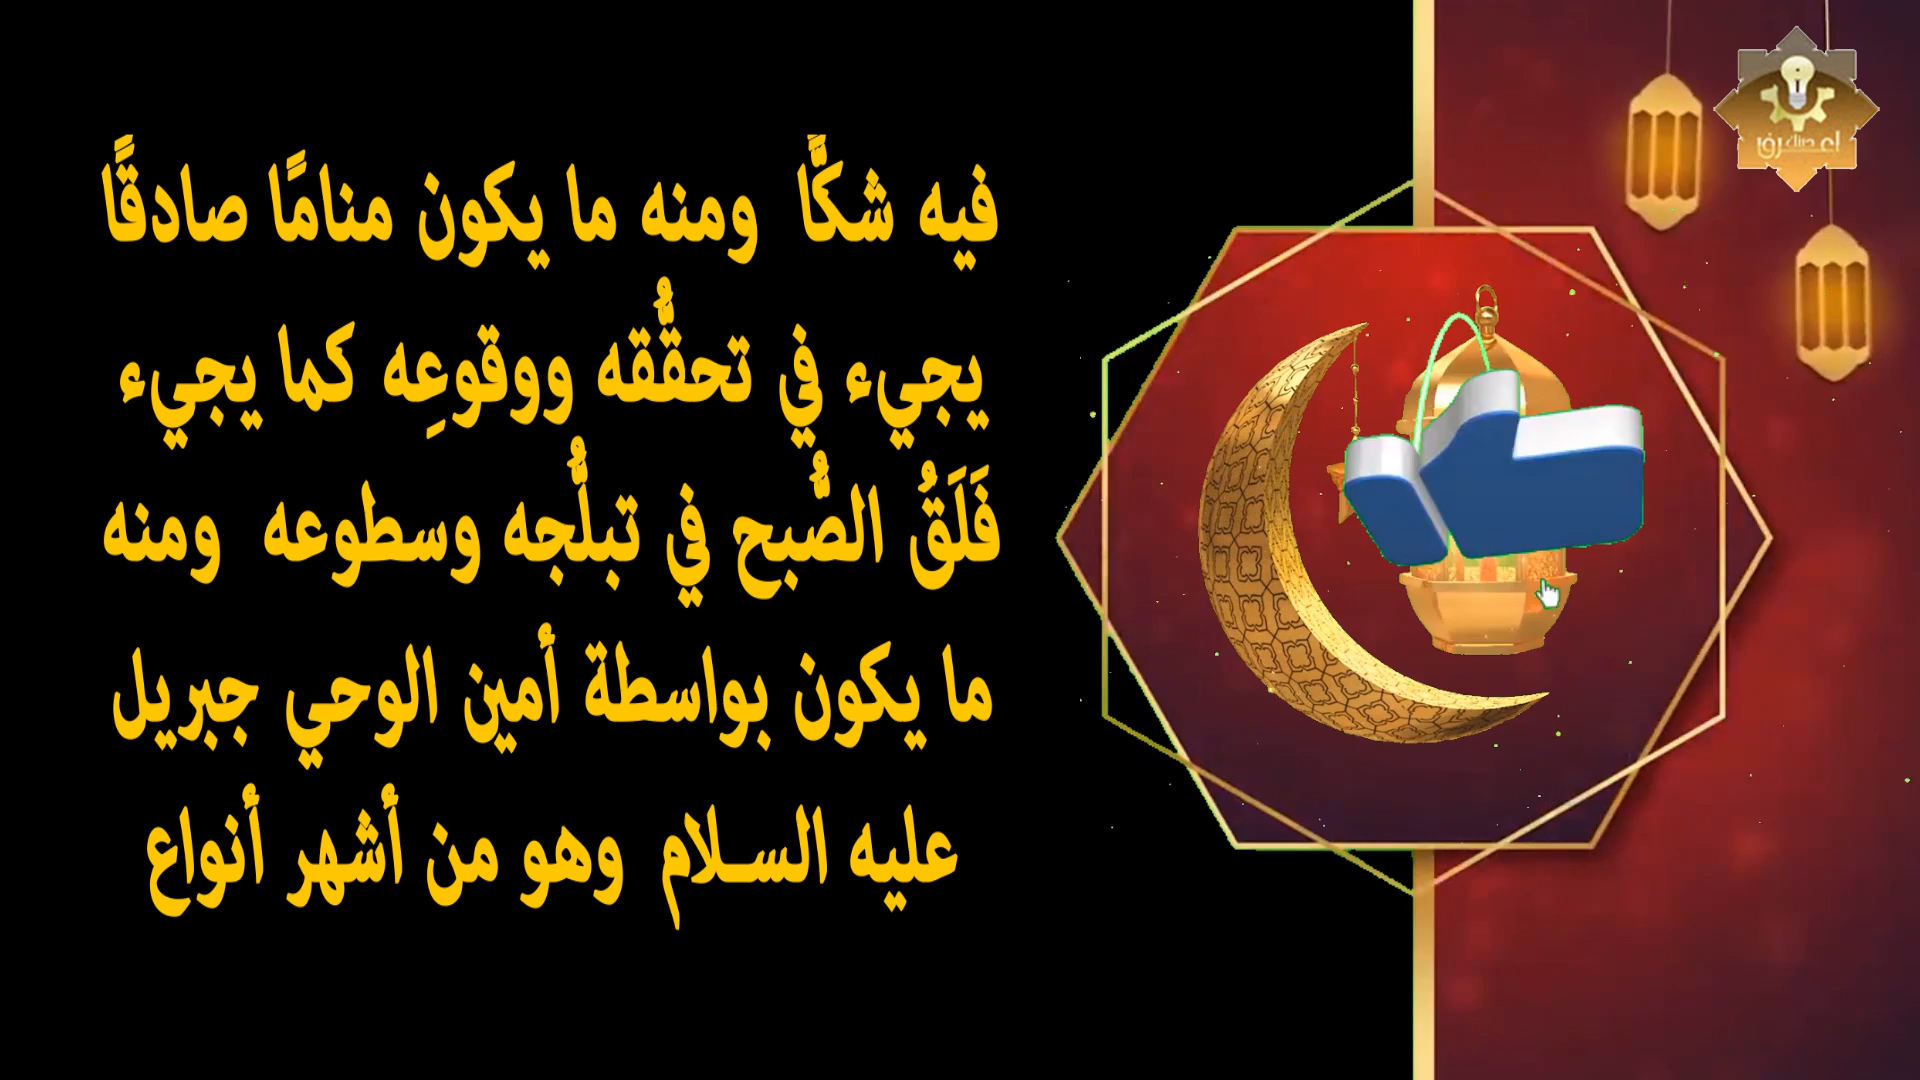 فيه شكًّا ومنه ما يكون منامًا صادقًا
يجيء في تحقُّقه ووقوعِه كما يجيء
فَلَقُ الصُّبح في تبلُّجه وسطوعه ومنه
ما يكون بواسطة أمين الوحي جبريل
عليه السـلام وهو من أشهر أنواع